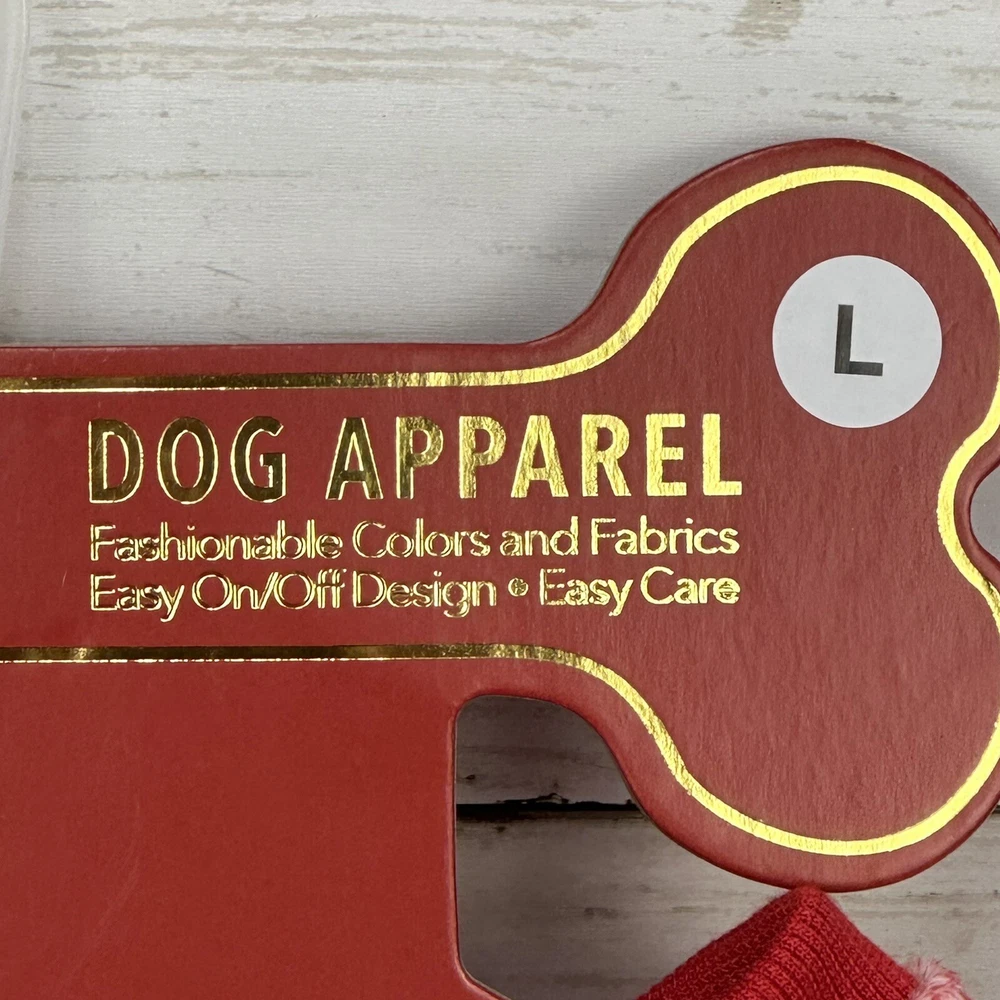 L
DOG APPAREL
Fashionable Colors and Fabrics
Easy On/Off Design • Easy Care